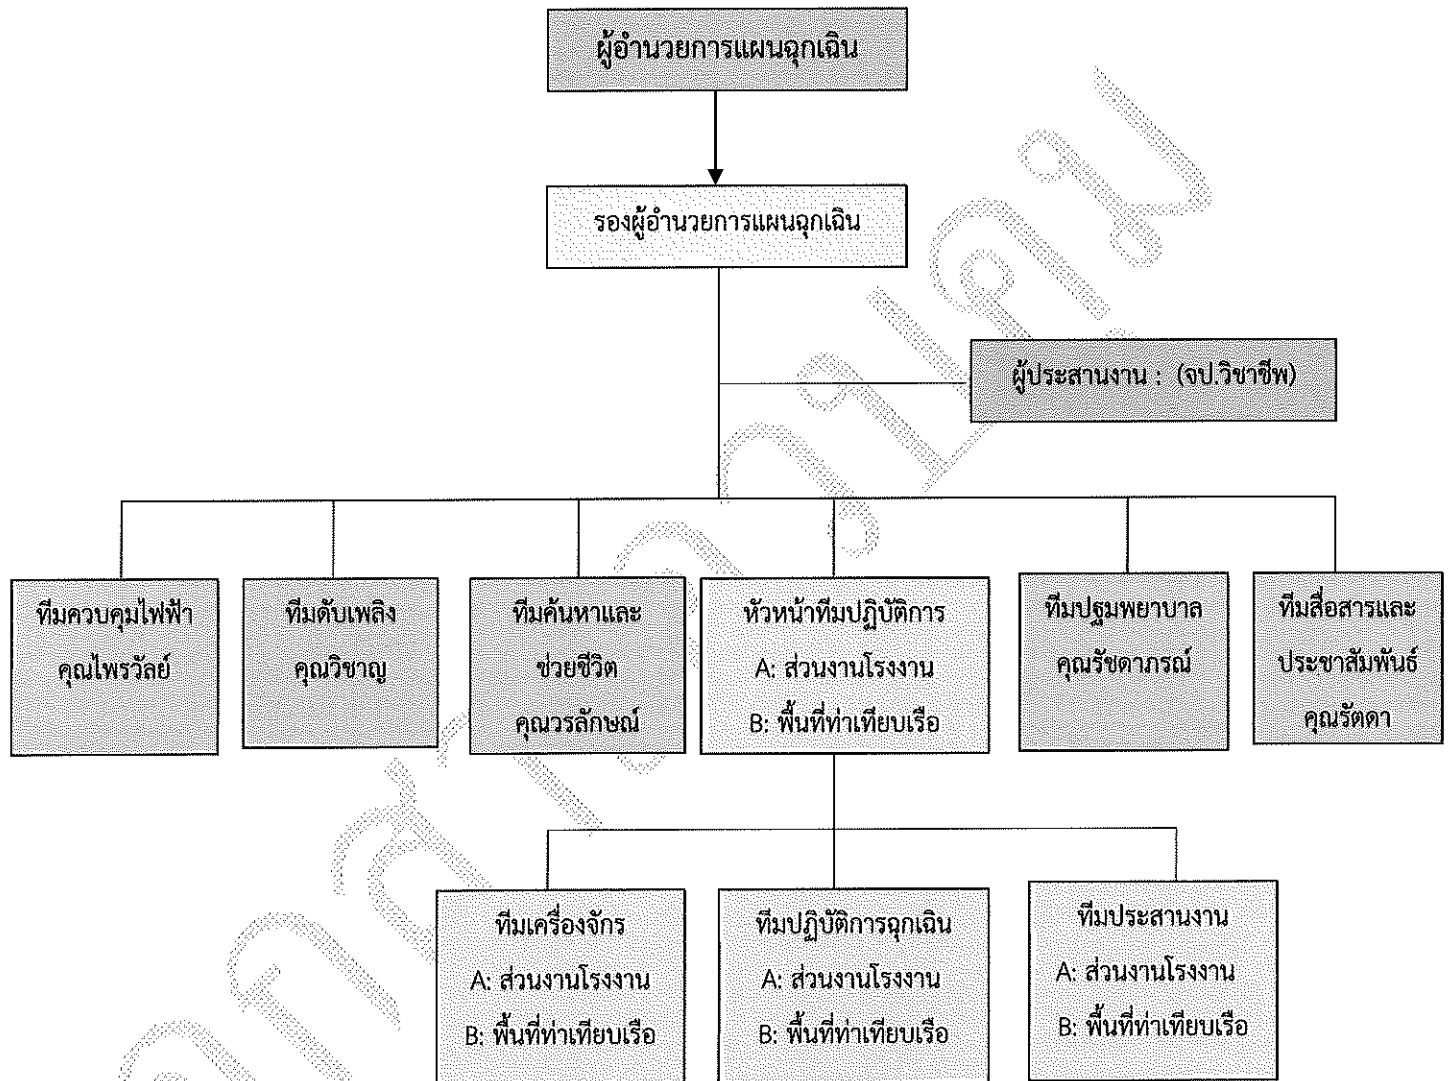 ผู้อำนวยการแผนฉุกเฉิน
รองผู้อำนวยการแผนฉุกเฉิน
ผู้ประสานงาน : (จป.วิชาชีพ)
ทีมควบคุมไฟฟ้า
คุณไพรวัลย์
ทีมดับเพลิง
คุณวิชาญ
ทีมค้นหาและ
ช่วยชีวิต
คุณวรลักษณ์
หัวหน้าทีมปฏิบัติการ
A: ส่วนงานโรงงาน
B: พื้นที่ท่าเทียบเรือ
ทีมปฐมพยาบาล
คุณรัชดาภรณ์
ทีมสื่อสารและ
ประชาสัมพันธ์
คุณรัตดา
ทีมเครื่องจักร
A: ส่วนงานโรงงาน
B: พื้นที่ท่าเทียบเรือ
ทีมปฏิบัติการฉุกเฉิน
A: ส่วนงานโรงงาน
B: พื้นที่ท่าเทียบเรือ
ทีมประสานงาน
A: ส่วนงานโรงงาน
B: พื้นที่ท่าเทียบเรือ